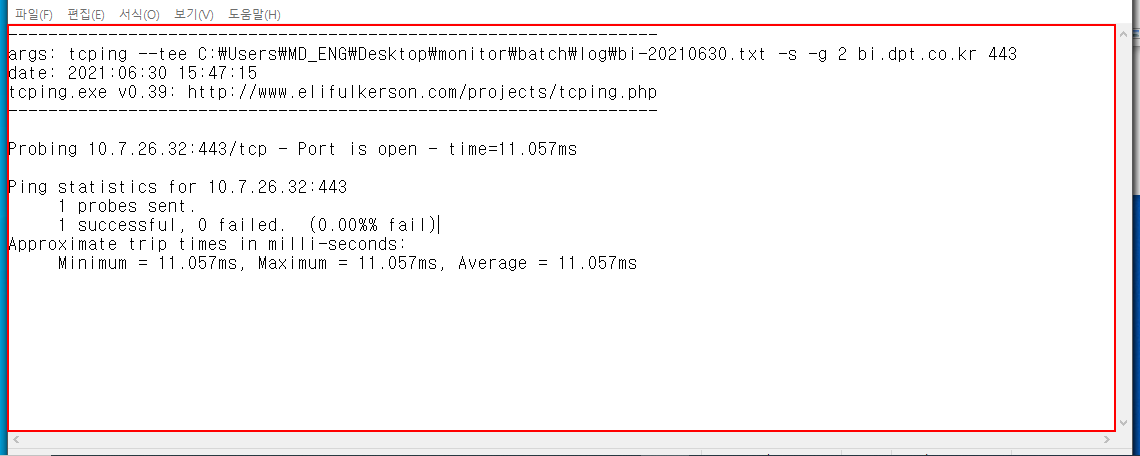 파일(F) 편집(E) 서식(O) 보기(V) 도움말(H)
-----------------------------------------------------------------
args: tcping --tee C:₩Users₩MD_ENG₩Desktop₩monitor₩batch₩log₩bi-20210630.txt -s -g 2 bi.dpt.co.kr 443
date: 2021:06:30 15:47:15
tcping.exe v0.39: http://www.elifulkerson.com/projects/tcping.php
-----------------------------------------------------------------
Probing 10.7.26.32:443/tcp - Port is open - time=11.057ms
Ping statistics for 10.7.26.32:443
1 probes sent.
1 successful, 0 failed.  (0.00%% fail)
Approximate trip times in milli-seconds:
Minimum = 11.057ms, Maximum = 11.057ms, Average = 11.057ms